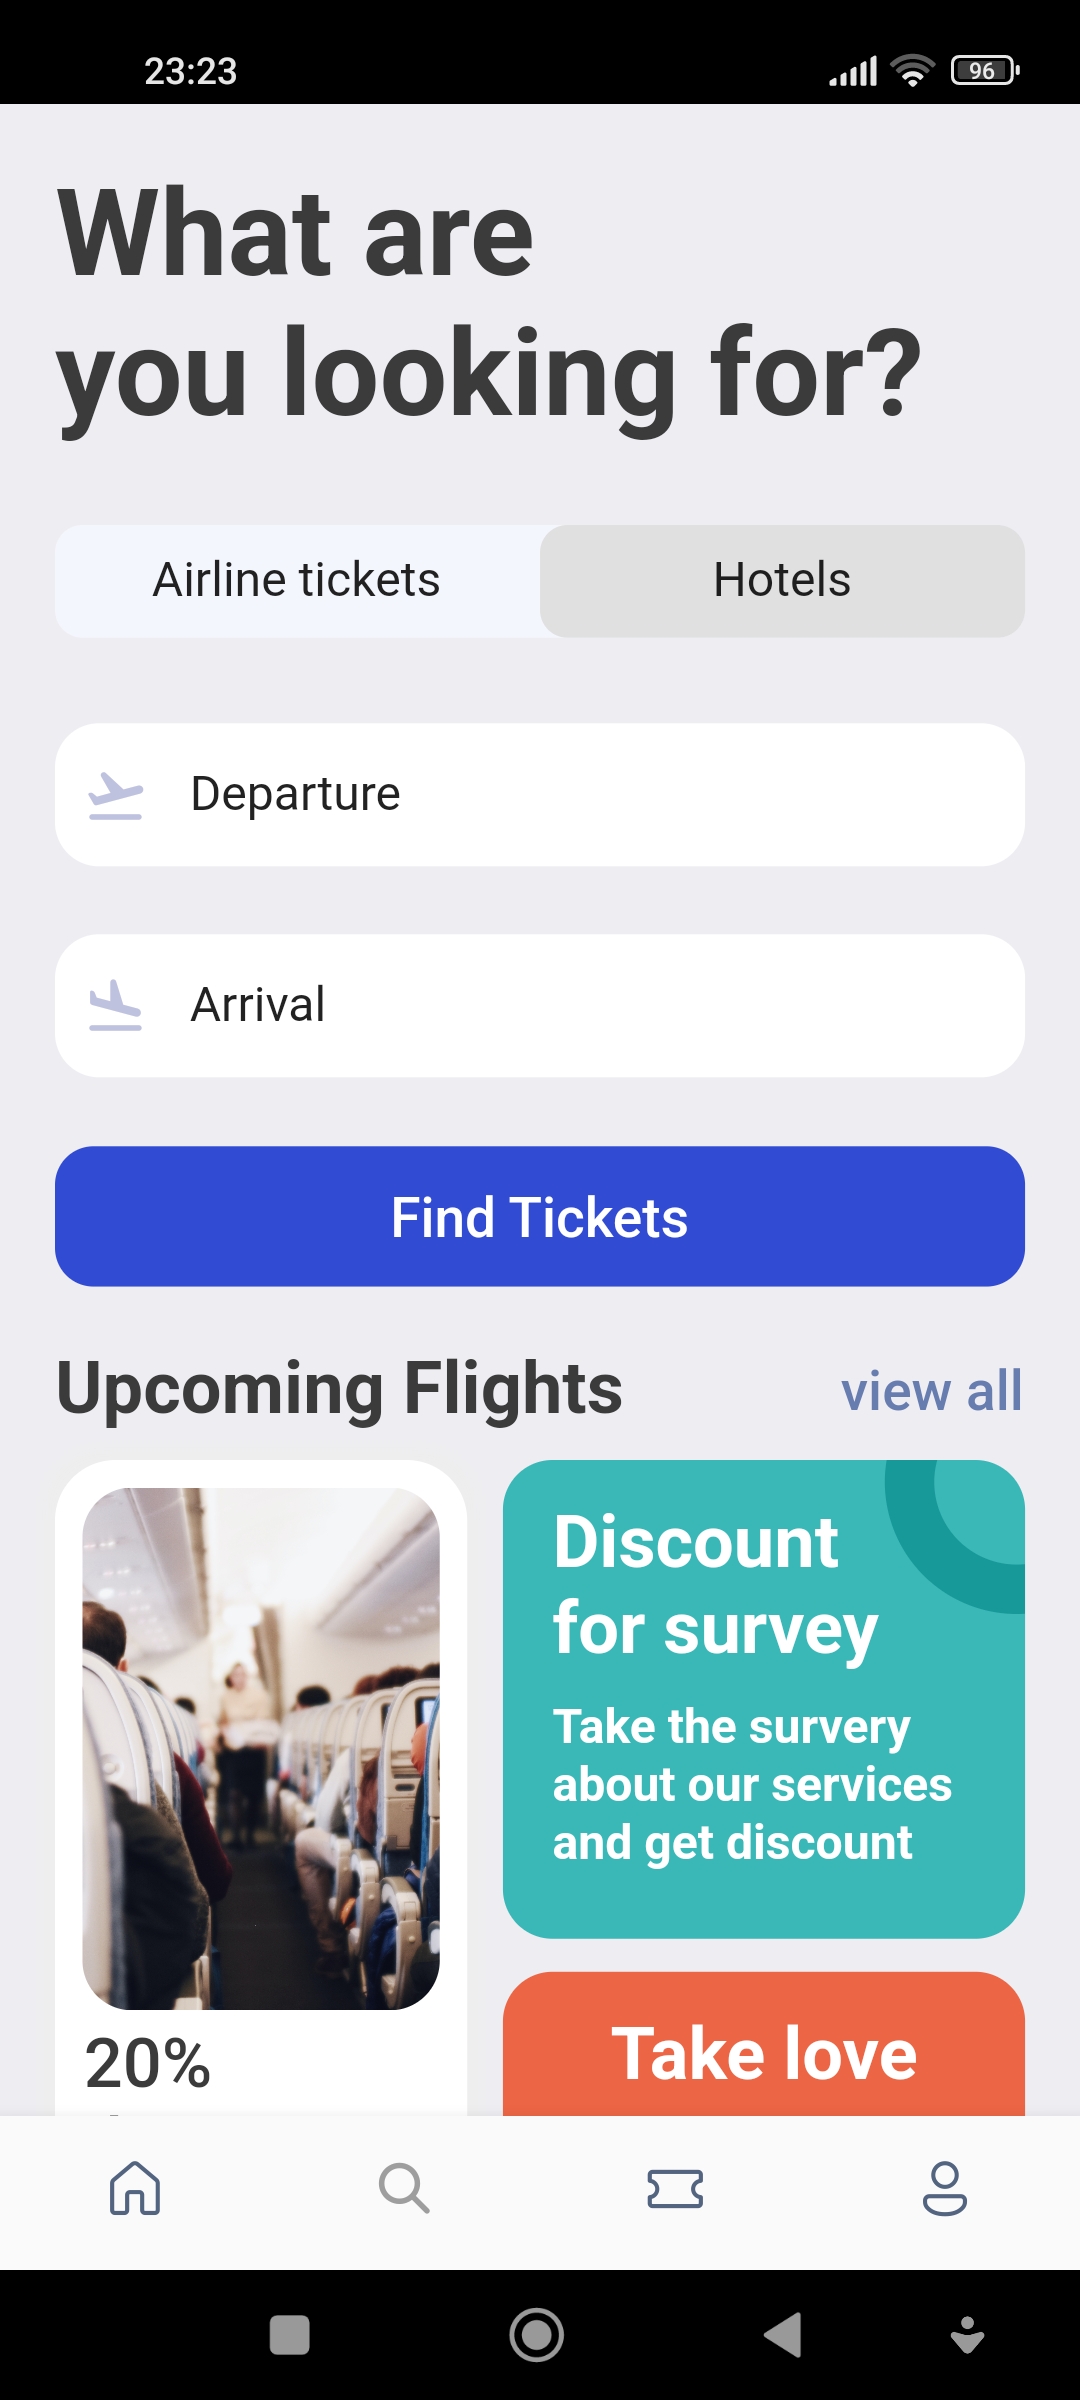 23:23
96
What are
you looking for?
Airline tickets
Hotels
Departure
Arrival
Find Tickets
Upcoming Flights
view all
Discount
for survey
Take the survery
about our services
and get discount
20%
Take love